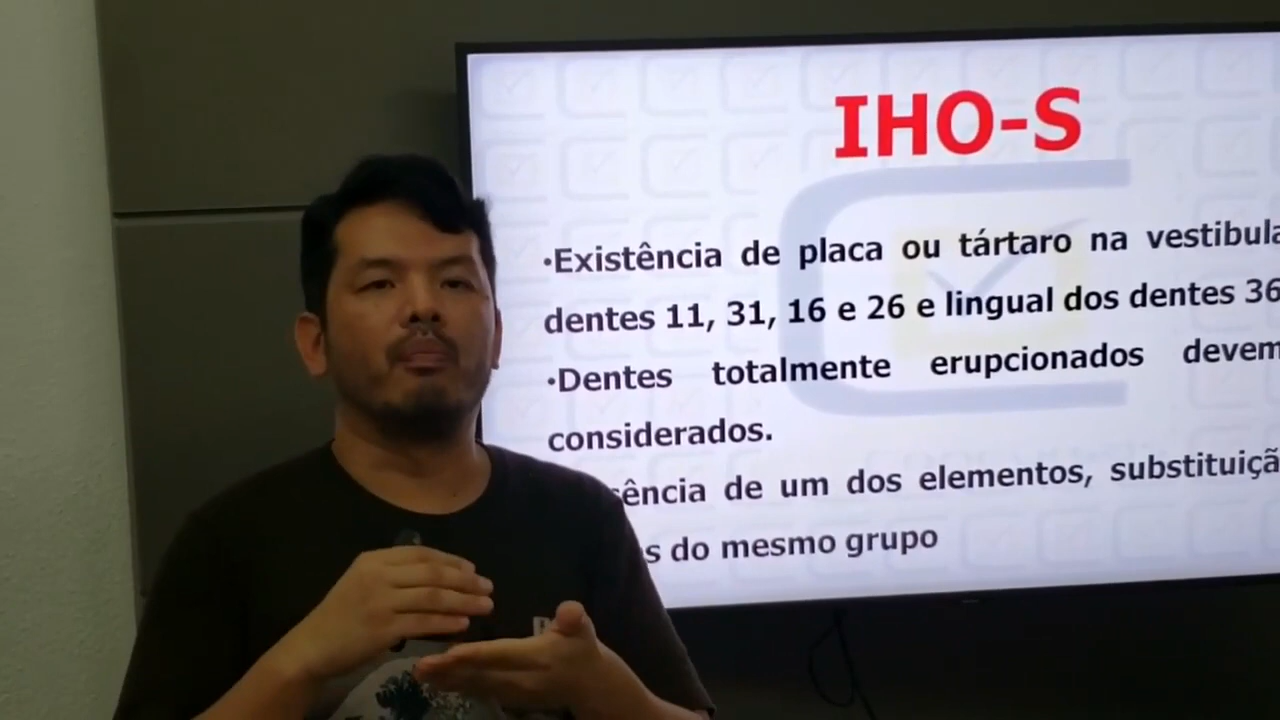 IHO-S
•Existência de placa ou tártaro na vestibula
dentes 11, 31, 16 e 26 e lingual dos dentes 36
•Dentes totalmente erupcionados devem
considerados.
sência de um dos elementos, substituiçã
s do mesmo grupo